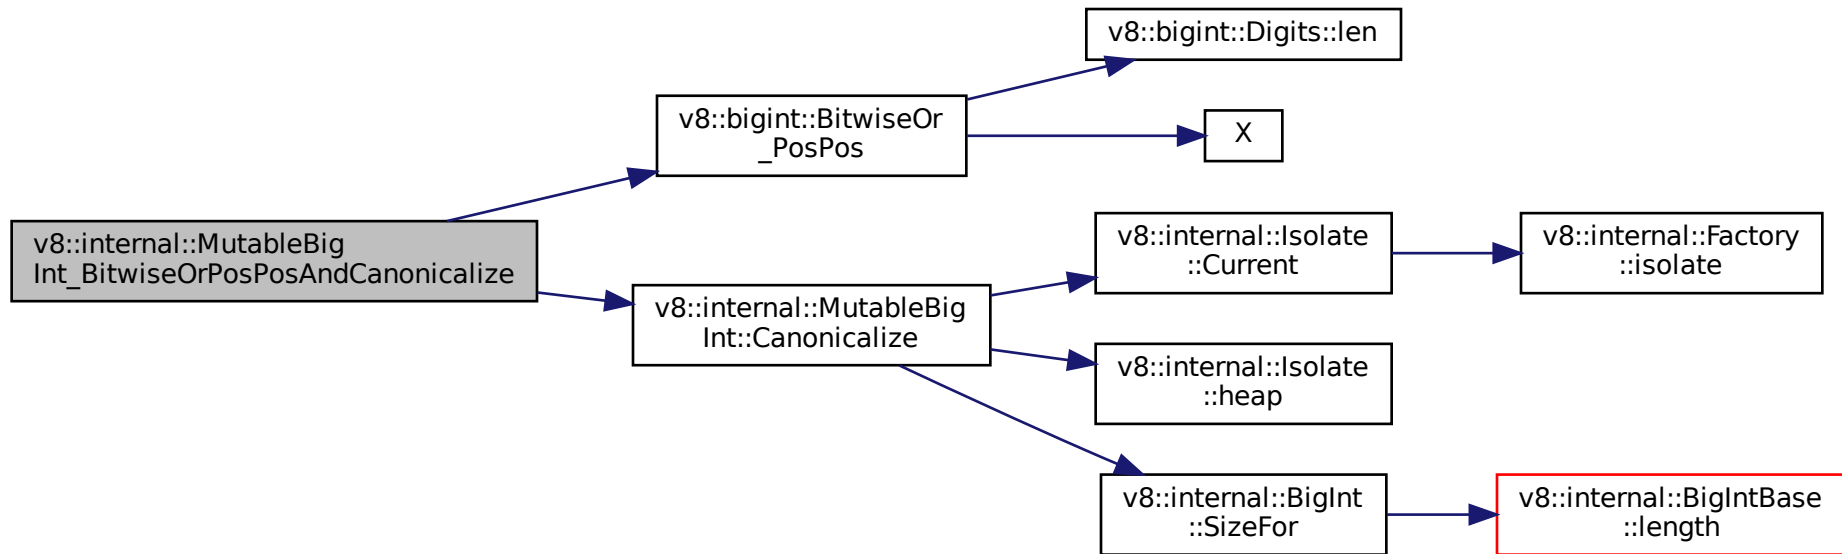 v8::internal::MutableBig
Int_BitwiseOrPosPosAndCanonicalize
v8::bigint::BitwiseOr
_PosPos
v8::bigint::Digits::len
X
v8::internal::MutableBig
Int::Canonicalize
v8::internal::Isolate
::Current
v8::internal::Factory
::isolate
v8::internal::Isolate
::heap
v8::internal::BigInt
::SizeFor
v8::internal::BigIntBase
::length